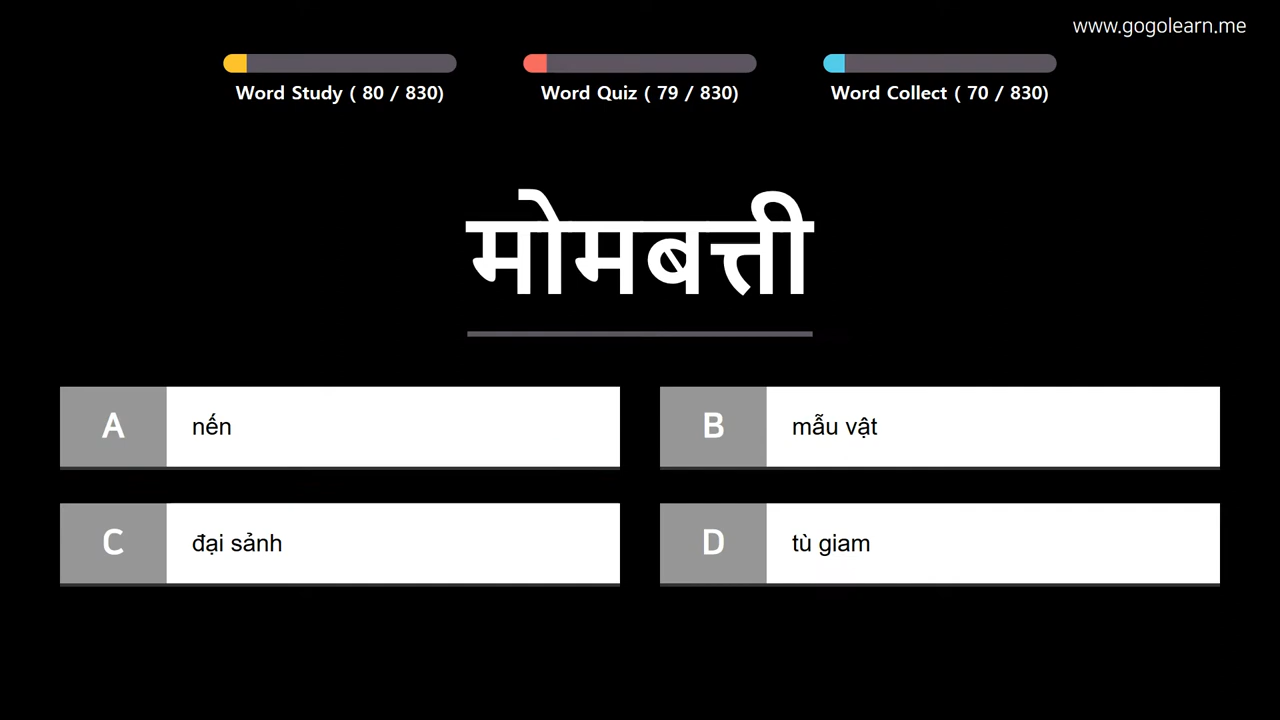 www.gogolearn.me
Word Study ( 80 / 830)
Word Quiz ( 79 / 830)
Word Collect ( 70 / 830)
मोमबत्ती
A nến
B mẫu vật
C đại sảnh
D tù giam